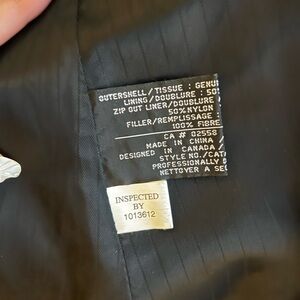 OUTERSHELL/TISSUE : GENUI
LINING/DOUBLURE : 50
ZIP OUT LINER/DOUBLURE
50% NYLON
FILLER/REMPLISSAGE :
100% FIBRE
CA # 02558
MADE IN CHINA
DESIGNED IN CANADA/
STYLE NO./CAT
PROFESSIONALLY D
NETTOYER A SE
INSPECTED
BY
1013612